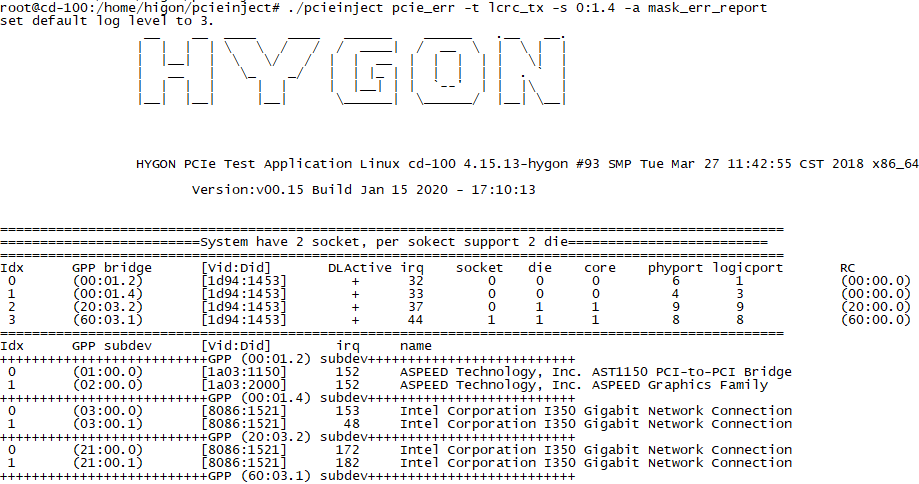 root@cd-100:/home/higon/pcieinject# ./pcieinject pcie_err -t lcrc_tx -s 0:1.4 -a mask_err_report
set default log level to 3.
HYGON
HYGON PCIe Test Application Linux cd-100 4.15.13-hygon #93 SMP Tue Mar 27 11:42:55 CST 2018 x86_64
Version:v00.15 Build Jan 15 2020 - 17:10:13
==================================================================================================
=========================System have 2 socket, per sokect support 2 die=========================
==================================================================================================
Idx GPP bridge [Vid:Did] DLActive irq socket die core phyport logicport RC
0 (00:01.2) [1d94:1453] + 32 0 0 0 6 1 (00:00.0)
1 (00:01.4) [1d94:1453] + 33 0 0 0 4 3 (00:00.0)
2 (20:03.2) [1d94:1453] + 37 0 1 1 9 9 (20:00.0)
3 (60:03.1) [1d94:1453] + 44 1 1 1 8 8 (60:00.0)
==================================================================================================
Idx GPP subdev [Vid:Did] irq name
++++++++++++++++++++++++++GPP (00:01.2) subdev++++++++++++++++++++++++++
0 (01:00.0) [1a03:1150] 152 ASPEED Technology, Inc. AST1150 PCI-to-PCI Bridge
1 (02:00.0) [1a03:2000] 152 ASPEED Technology, Inc. ASPEED Graphics Family
++++++++++++++++++++++++++GPP (00:01.4) subdev++++++++++++++++++++++++++
0 (03:00.0) [8086:1521] 153 Intel Corporation I350 Gigabit Network Connection
1 (03:00.1) [8086:1521] 48 Intel Corporation I350 Gigabit Network Connection
++++++++++++++++++++++++++GPP (20:03.2) subdev++++++++++++++++++++++++++
0 (21:00.0) [8086:1521] 172 Intel Corporation I350 Gigabit Network Connection
1 (21:00.1) [8086:1521] 182 Intel Corporation I350 Gigabit Network Connection
++++++++++++++++++++++++++GPP (60:03.1) subdev++++++++++++++++++++++++++